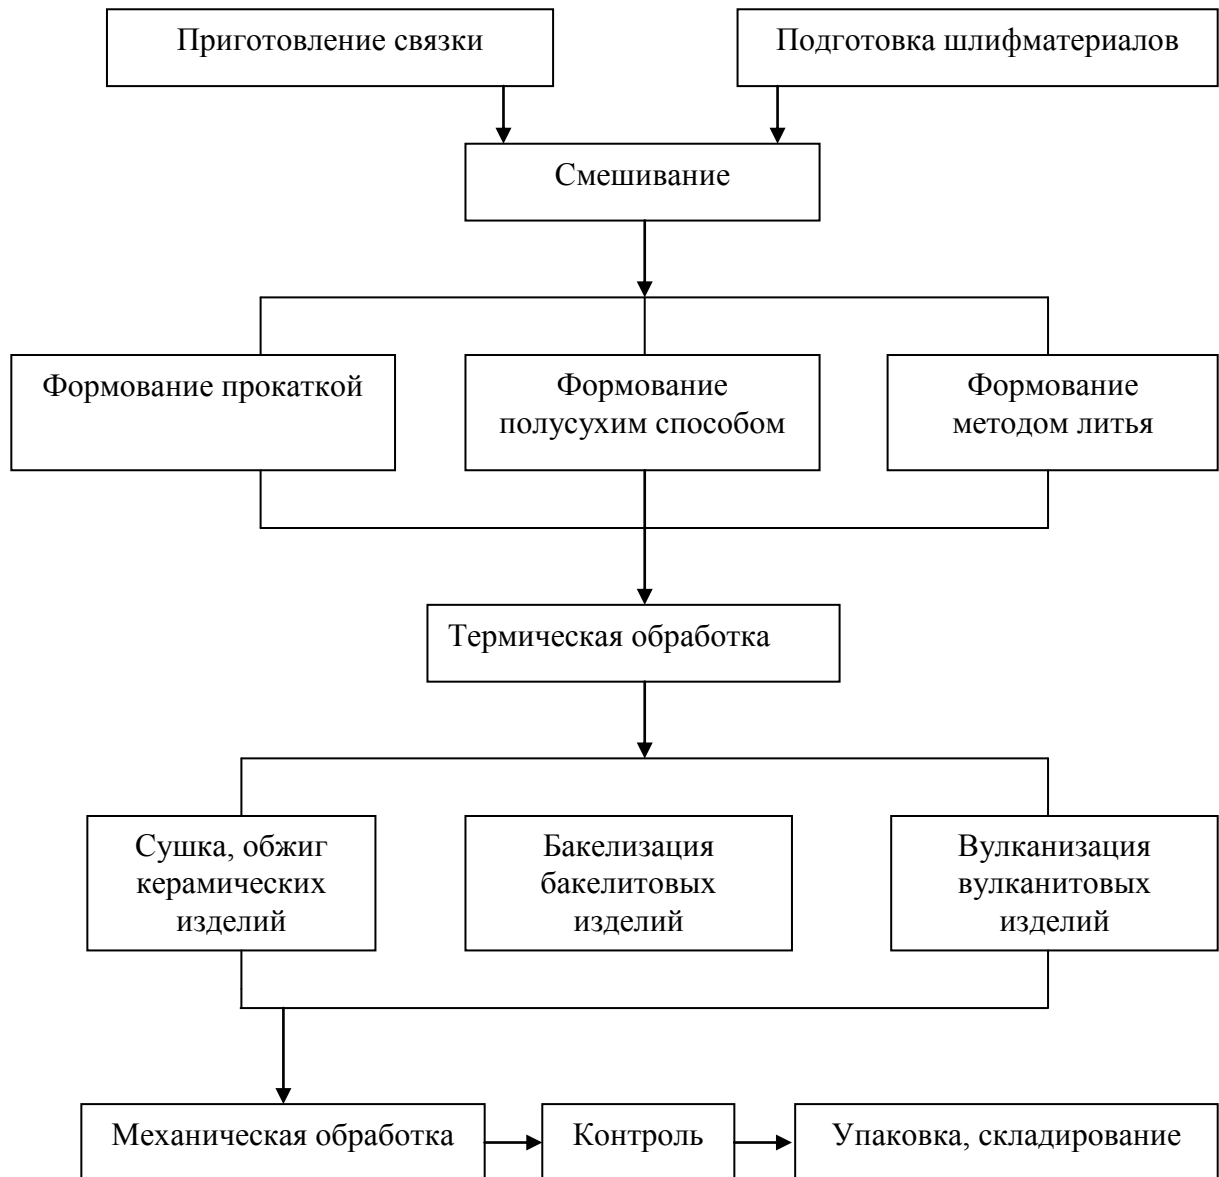 Приготовление связки
Подготовка шлифматериалов
Смешивание
Формование прокаткой
Формование
полусухим способом
Формование
методом литья
Термическая обработка
Сушка, обжиг
керамических
изделий
Бакелизация
бакелитовых
изделий
Вулканизация
вулканитовых
изделий
Механическая обработка
Контроль
Упаковка, складирование